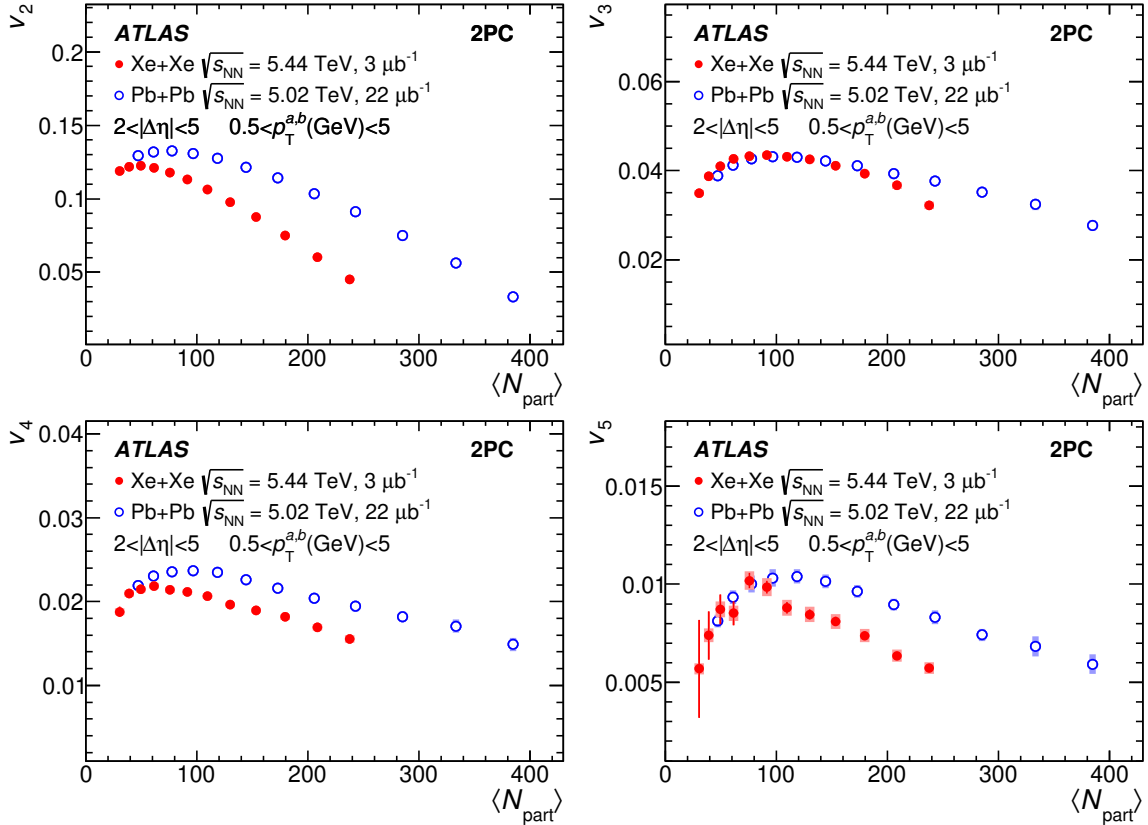 v₂
0.2
0.15
0.1
0.05
ATLAS 2PC
Xe+Xe √sNN = 5.44 TeV, 3 μb⁻¹
Pb+Pb √sNN = 5.02 TeV, 22 μb⁻¹
2<|Δη|<5 0.5<p_T^{a,b}(GeV)<5
0 100 200 300 400
⟨N_part⟩
v₃
0.06
0.04
0.02
ATLAS 2PC
Xe+Xe √sNN = 5.44 TeV, 3 μb⁻¹
Pb+Pb √sNN = 5.02 TeV, 22 μb⁻¹
2<|Δη|<5 0.5<p_T^{a,b}(GeV)<5
0 100 200 300 400
⟨N_part⟩
v₄
0.04
0.03
0.02
0.01
ATLAS 2PC
Xe+Xe √sNN = 5.44 TeV, 3 μb⁻¹
Pb+Pb √sNN = 5.02 TeV, 22 μb⁻¹
2<|Δη|<5 0.5<p_T^{a,b}(GeV)<5
0 100 200 300 400
⟨N_part⟩
v₅
0.015
0.01
0.005
ATLAS 2PC
Xe+Xe √sNN = 5.44 TeV, 3 μb⁻¹
Pb+Pb √sNN = 5.02 TeV, 22 μb⁻¹
2<|Δη|<5 0.5<p_T^{a,b}(GeV)<5
0 100 200 300 400
⟨N_part⟩